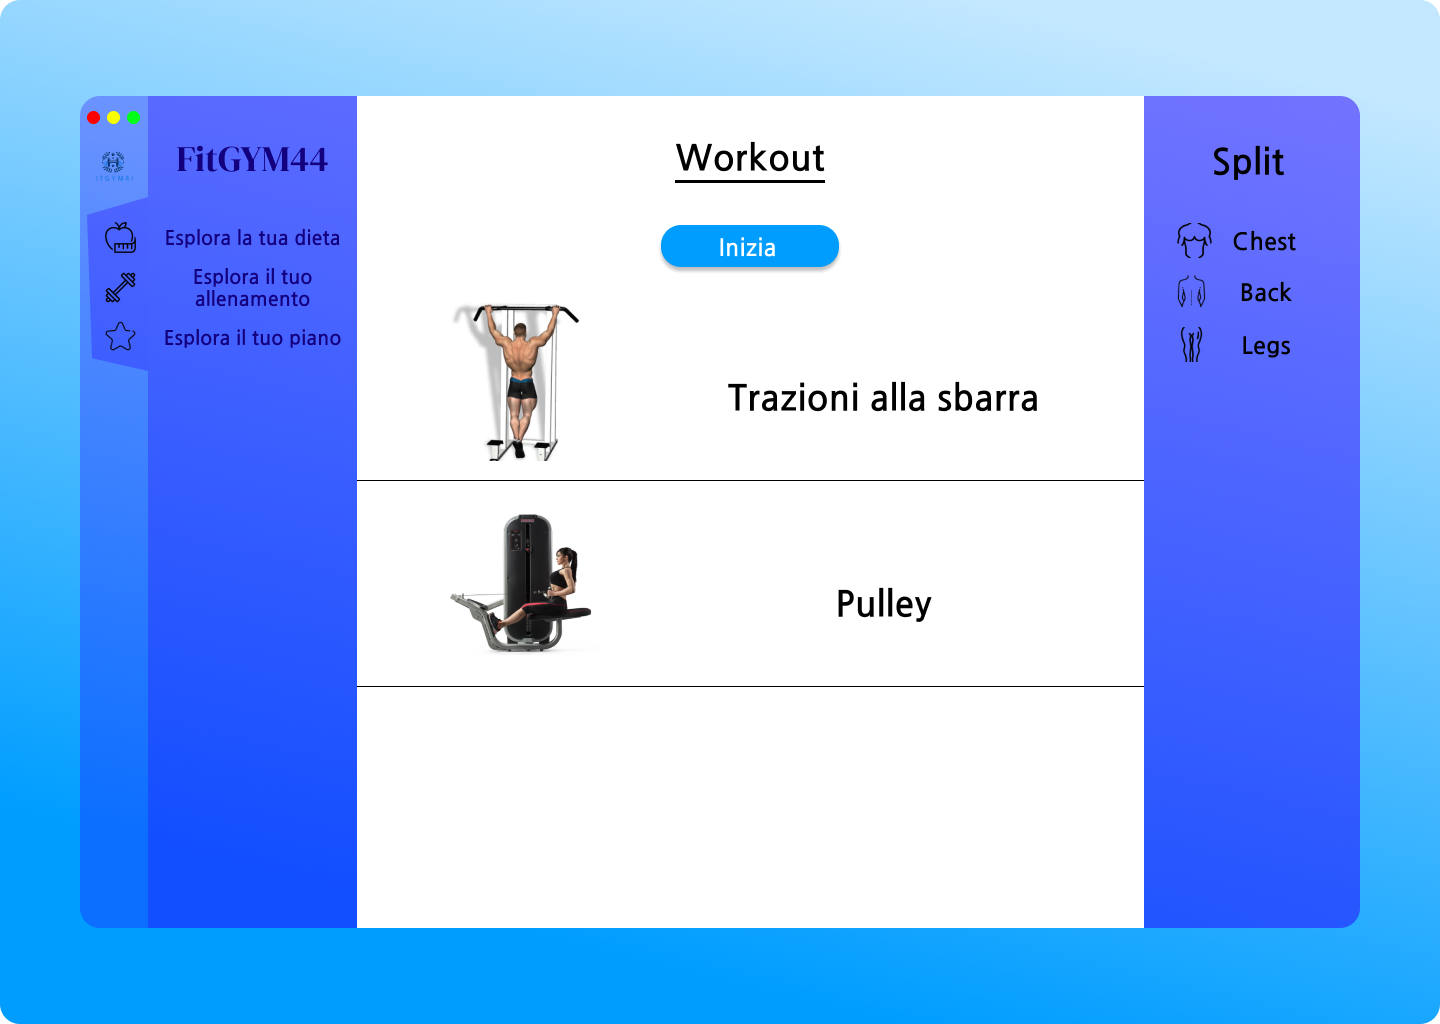 FitGYM44
Esplora la tua dieta
Esplora il tuo
allenamento
Esplora il tuo piano
Workout
Inizia
Trazioni alla sbarra
Pulley
Split
Chest
Back
Legs